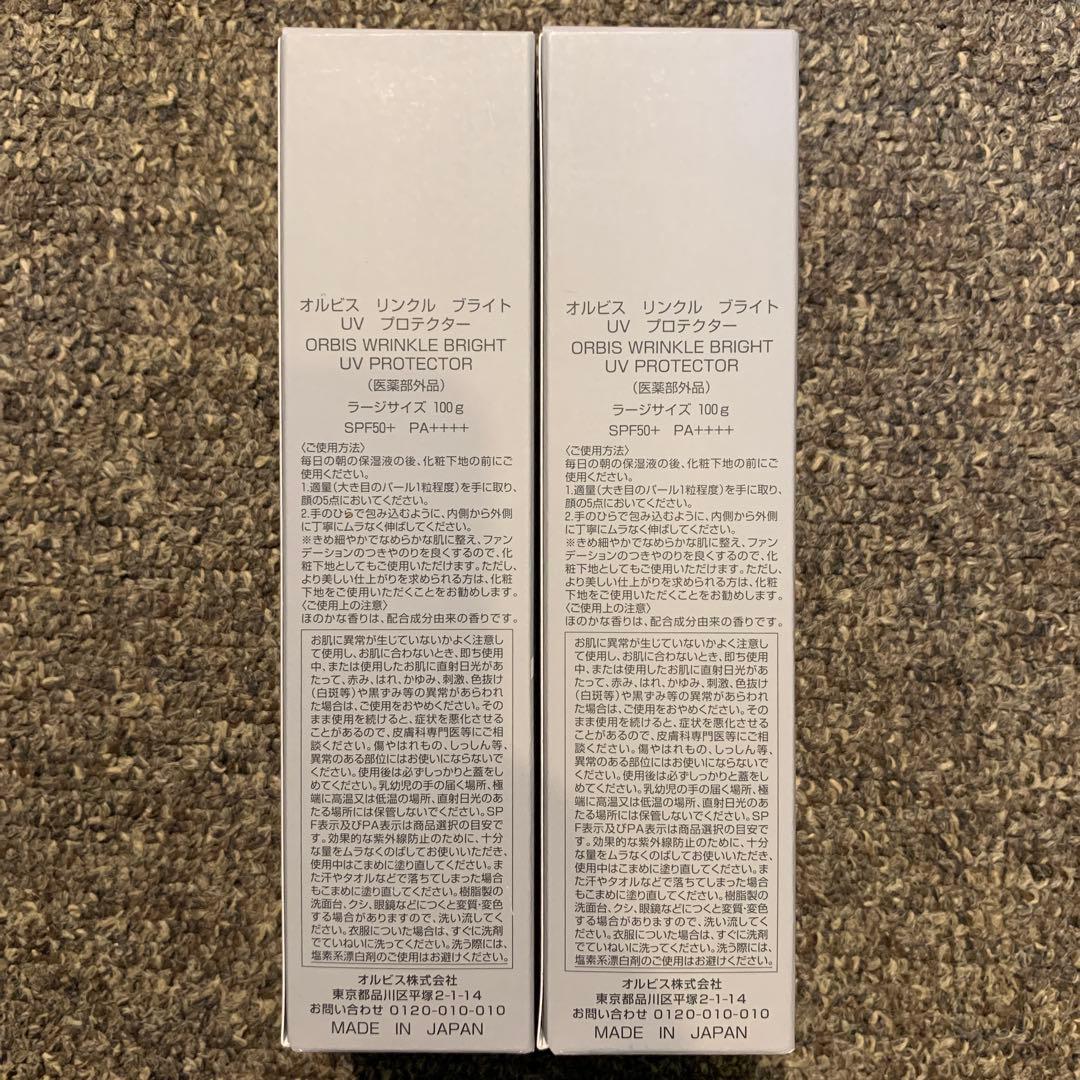 オルビス リンクル ブライト
UV プロテクター
ORBIS WRINKLE BRIGHT
UV PROTECTOR
（医薬部外品）
ラージサイズ 100g
SPF50+ PA++++
〈ご使用方法〉
毎日の朝の保湿液の後、化粧下地の前にご
使用ください。
1.適量（大き目のパール1粒程度）を手に取り、
顔の5点においてください。
2.手のひらで包み込むように、内側から外側
に丁寧にムラなく伸ばしてください。
※きめ細やかでなめらかな肌に整え、ファン
デーションのつきやのりを良くするので、化
粧下地としてもご使用いただけます。ただし、
より美しい仕上がりを求められる方は、化粧
下地をご使用いただくことをお勧めします。
〈ご使用上の注意〉
ほのかな香りは、配合成分由来の香りです。
お肌に異常が生じていないかよく注意し
て使用し、お肌に合わないとき、即ち使用
中、または使用したお肌に直射日光があ
たって、赤み、はれ、かゆみ、刺激、色抜け
（白斑等）や黒ずみ等の異常があらわれ
た場合は、ご使用をおやめください。その
まま使用を続けると、症状を悪化させる
ことがあるので、皮膚科専門医等にご相
談ください。傷やはれもの、しっしん等、
異常のある部位にはお使いにならないで
ください。使用後は必ずしっかりと蓋をし
めてください。乳幼児の手の届く場所、極
端に高温又は低温の場所、直射日光のあ
たる場所には保管しないでください。SP
F表示及びPA表示は商品選択の目安で
す。効果的な紫外線防止のために、十分
な量をムラなくのばしてお使いいただき、
使用中はこまめに塗り直してください。ま
た汗やタオルなどで落ちてしまった場合
もこまめに塗り直してください。樹脂製の
洗面台、クシ、眼鏡などにつくと変質・変色
する場合がありますので、洗い流してく
ださい。衣服についた場合は、すぐに洗剤
でていねいに洗ってください。洗う際には、
塩素系漂白剤のご使用はお避けください。
オルビス株式会社
東京都品川区平塚2-1-14
お問い合わせ 0120-010-010
MADE IN JAPAN
オルビス リンクル ブライト
UV プロテクター
ORBIS WRINKLE BRIGHT
UV PROTECTOR
（医薬部外品）
ラージサイズ 100g
SPF50+ PA++++
〈ご使用方法〉
毎日の朝の保湿液の後、化粧下地の前にご
使用ください。
1.適量（大き目のパール1粒程度）を手に取り、
顔の5点においてください。
2.手のひらで包み込むように、内側から外側
に丁寧にムラなく伸ばしてください。
※きめ細やかでなめらかな肌に整え、ファン
デーションのつきやのりを良くするので、化
粧下地としてもご使用いただけます。ただし、
より美しい仕上がりを求められる方は、化粧
下地をご使用いただくことをお勧めします。
〈ご使用上の注意〉
ほのかな香りは、配合成分由来の香りです。
お肌に異常が生じていないかよく注意し
て使用し、お肌に合わないとき、即ち使用
中、または使用したお肌に直射日光があ
たって、赤み、はれ、かゆみ、刺激、色抜け
（白斑等）や黒ずみ等の異常があらわれ
た場合は、ご使用をおやめください。その
まま使用を続けると、症状を悪化させる
ことがあるので、皮膚科専門医等にご相
談ください。傷やはれもの、しっしん等、
異常のある部位にはお使いにならないで
ください。使用後は必ずしっかりと蓋をし
めてください。乳幼児の手の届く場所、極
端に高温又は低温の場所、直射日光のあ
たる場所には保管しないでください。SP
F表示及びPA表示は商品選択の目安で
す。効果的な紫外線防止のために、十分
な量をムラなくのばしてお使いいただき、
使用中はこまめに塗り直してください。ま
た汗やタオルなどで落ちてしまった場合
もこまめに塗り直してください。樹脂製の
洗面台、クシ、眼鏡などにつくと変質・変色
する場合がありますので、洗い流してく
ださい。衣服についた場合は、すぐに洗剤
でていねいに洗ってください。洗う際には、
塩素系漂白剤のご使用はお避けください。
オルビス株式会社
東京都品川区平塚2-1-14
お問い合わせ 0120-010-010
MADE IN JAPAN